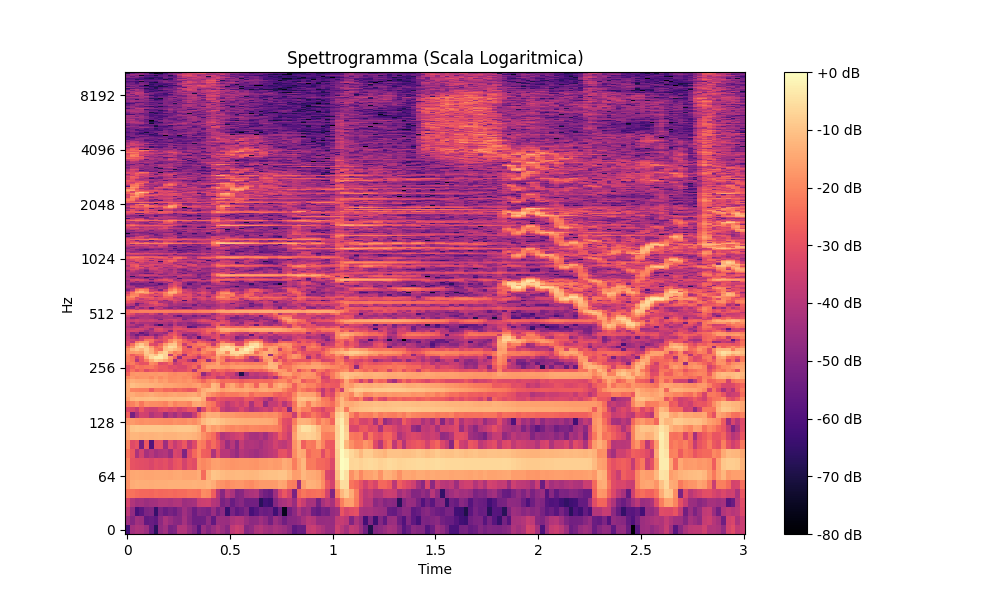 Spettrogramma (Scala Logaritmica)
Hz
8192
4096
2048
1024
512
256
128
64
0
0
0.5
1
1.5
2
2.5
3
Time
+0 dB
-10 dB
-20 dB
-30 dB
-40 dB
-50 dB
-60 dB
-70 dB
-80 dB